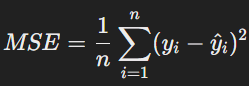 MSE = \frac{1}{n} \sum_{i=1}^{n} (y_i - \hat{y}_i)^2